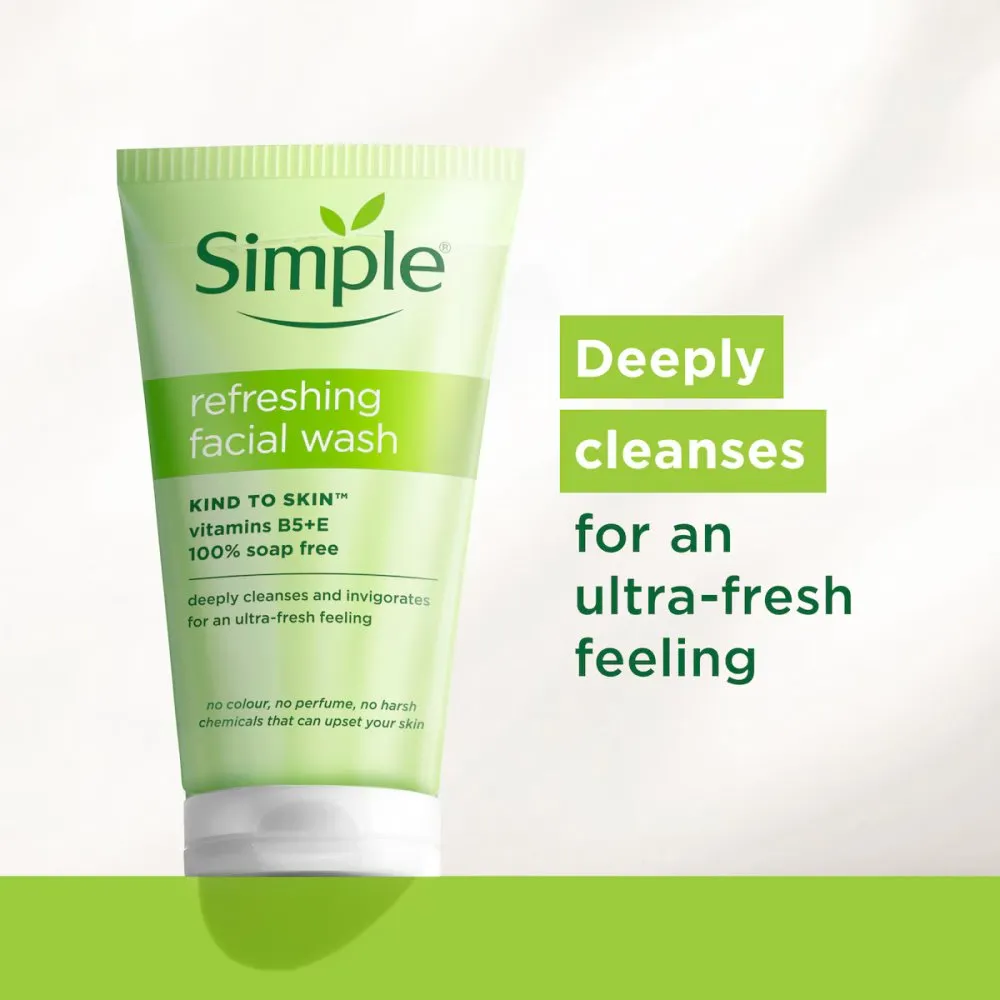 Simple®
refreshing
facial wash
KIND TO SKIN™
vitamins B5+E
100% soap free
deeply cleanses and invigorates
for an ultra-fresh feeling
no colour, no perfume, no harsh
chemicals that can upset your skin
Deeply
cleanses
for an
ultra-fresh
feeling